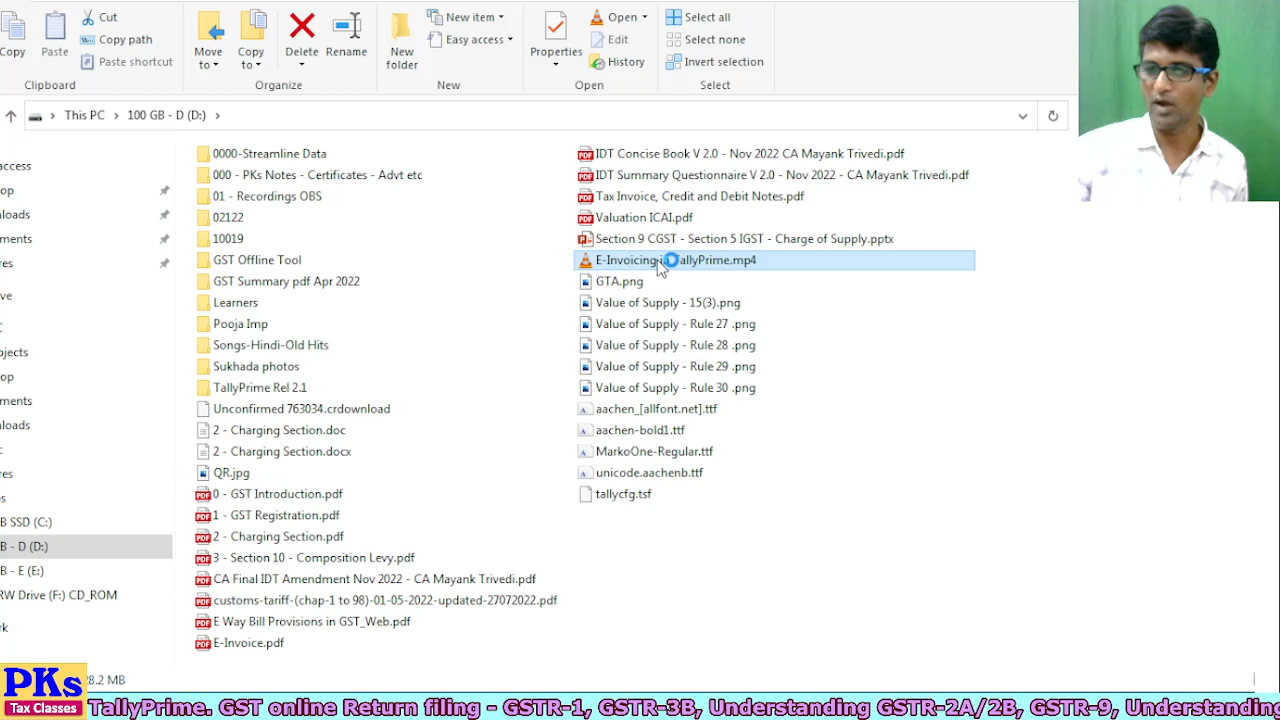 Cut
New item
Open
Select all
Copy
Paste
Copy path
Move to
Copy to
Delete
Rename
New folder
Easy access
Properties
Edit
Select none
Paste shortcut
History
Invert selection
Clipboard
Organize
New
Open
Select
This PC
100 GB - D (D:)
access
op
loads
ments
res
ve
C
ojects
op
ments
loads
c
res
s
B SSD (C:)
B - D (D:)
B - E (E:)
RW Drive (F:) CD_ROM
rk
0000-Streamline Data
000 - PKs Notes - Certificates - Advt etc
01 - Recordings OBS
02122
10019
GST Offline Tool
GST Summary pdf Apr 2022
Learners
Pooja Imp
Songs-Hindi-Old Hits
Sukhada photos
TallyPrime Rel 2.1
Unconfirmed 763034.crdownload
2 - Charging Section.doc
2 - Charging Section.docx
QR.jpg
0 - GST Introduction.pdf
1 - GST Registration.pdf
2 - Charging Section.pdf
3 - Section 10 - Composition Levy.pdf
CA Final IDT Amendment Nov 2022 - CA Mayank Trivedi.pdf
customs-tariff-(chap-1 to 98)-01-05-2022-updated-27072022.pdf
E Way Bill Provisions in GST_Web.pdf
E-Invoice.pdf
IDT Concise Book V 2.0 - Nov 2022 CA Mayank Trivedi.pdf
IDT Summary Questionnaire V 2.0 - Nov 2022 - CA Mayank Trivedi.pdf
Tax Invoice, Credit and Debit Notes.pdf
Valuation ICAI.pdf
Section 9 CGST - Section 5 IGST - Charge of Supply.pptx
E-Invoicing in TallyPrime.mp4
GTA.png
Value of Supply - 15(3).png
Value of Supply - Rule 27 .png
Value of Supply - Rule 28 .png
Value of Supply - Rule 29 .png
Value of Supply - Rule 30 .png
aachen_[allfont.net].ttf
aachen-bold1.ttf
MarkoOne-Regular.ttf
unicode.aachenb.ttf
tallycfg.tsf
28.2 MB
PKs
Tax Classes
TallyPrime. GST online Return filing - GSTR-1, GSTR-3B, Understanding GSTR-2A/2B, GSTR-9, Understanding